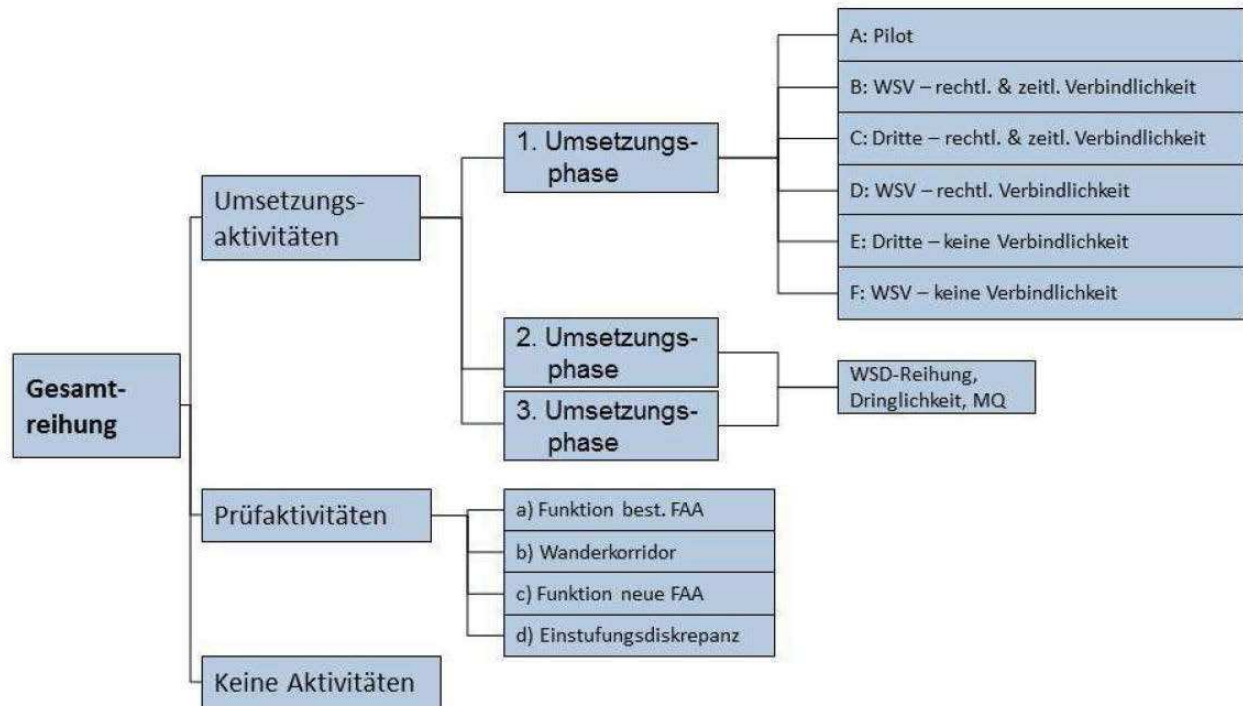 Gesamt-
reihung
Umsetzungs-
aktivitäten
1. Umsetzungs-
phase
A: Pilot
B: WSV – rechtl. & zeitl. Verbindlichkeit
C: Dritte – rechtl. & zeitl. Verbindlichkeit
D: WSV – rechtl. Verbindlichkeit
E: Dritte – keine Verbindlichkeit
F: WSV – keine Verbindlichkeit
2. Umsetzungs-
phase
3. Umsetzungs-
phase
WSD-Reihung,
Dringlichkeit, MQ
Prüfaktivitäten
a) Funktion best. FAA
b) Wanderkorridor
c) Funktion neue FAA
d) Einstufungsdiskrepanz
Keine Aktivitäten